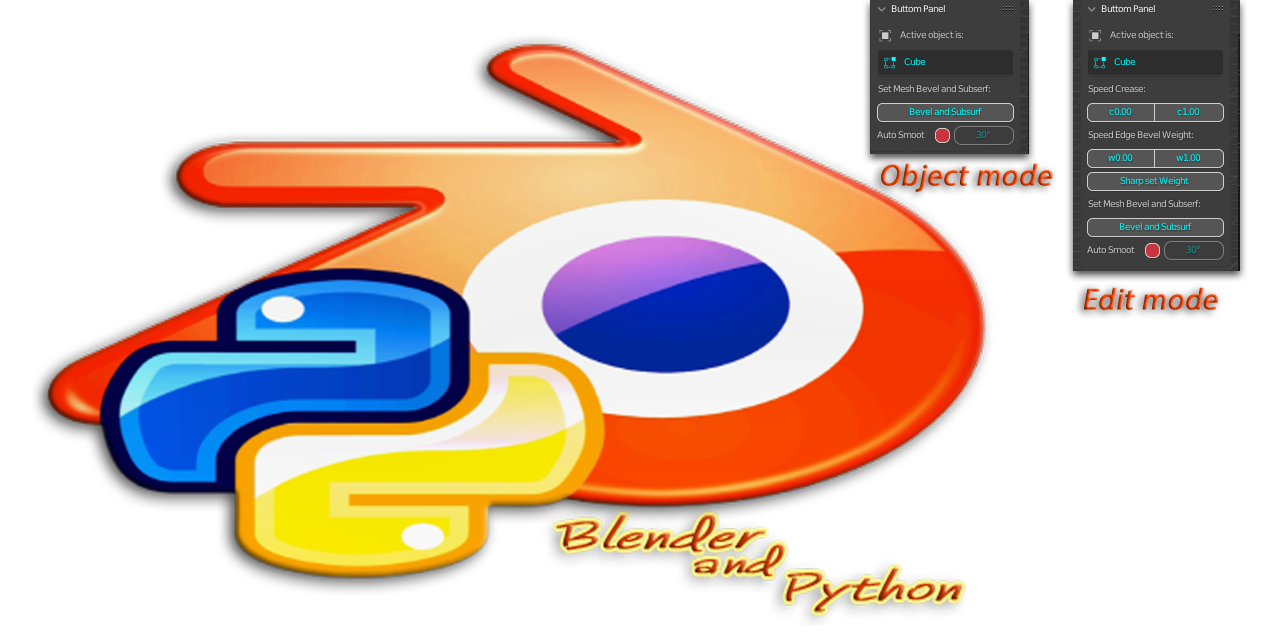 Buttom Panel
Active object is:
Cube
Set Mesh Bevel and Subserf:
Bevel and Subsurf
Auto Smoot 30°
Object mode
Buttom Panel
Active object is:
Cube
Speed Crease:
c0.00 c1.00
Speed Edge Bevel Weight:
w0.00 w1.00
Sharp set Weight
Set Mesh Bevel and Subserf:
Bevel and Subsurf
Auto Smoot 30°
Edit mode
Blender
and
Python